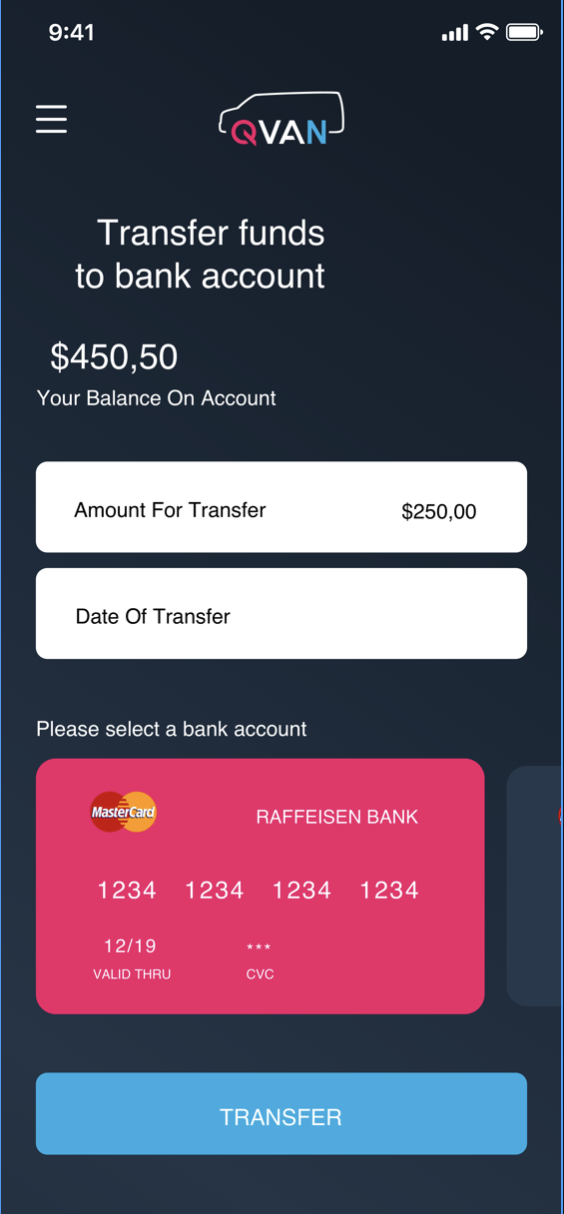 9:41
QVAN
Transfer funds
to bank account
$450,50
Your Balance On Account
Amount For Transfer $250,00
Date Of Transfer
Please select a bank account
MasterCard RAFFEISEN BANK
1234 1234 1234 1234
12/19 ***
VALID THRU CVC
TRANSFER